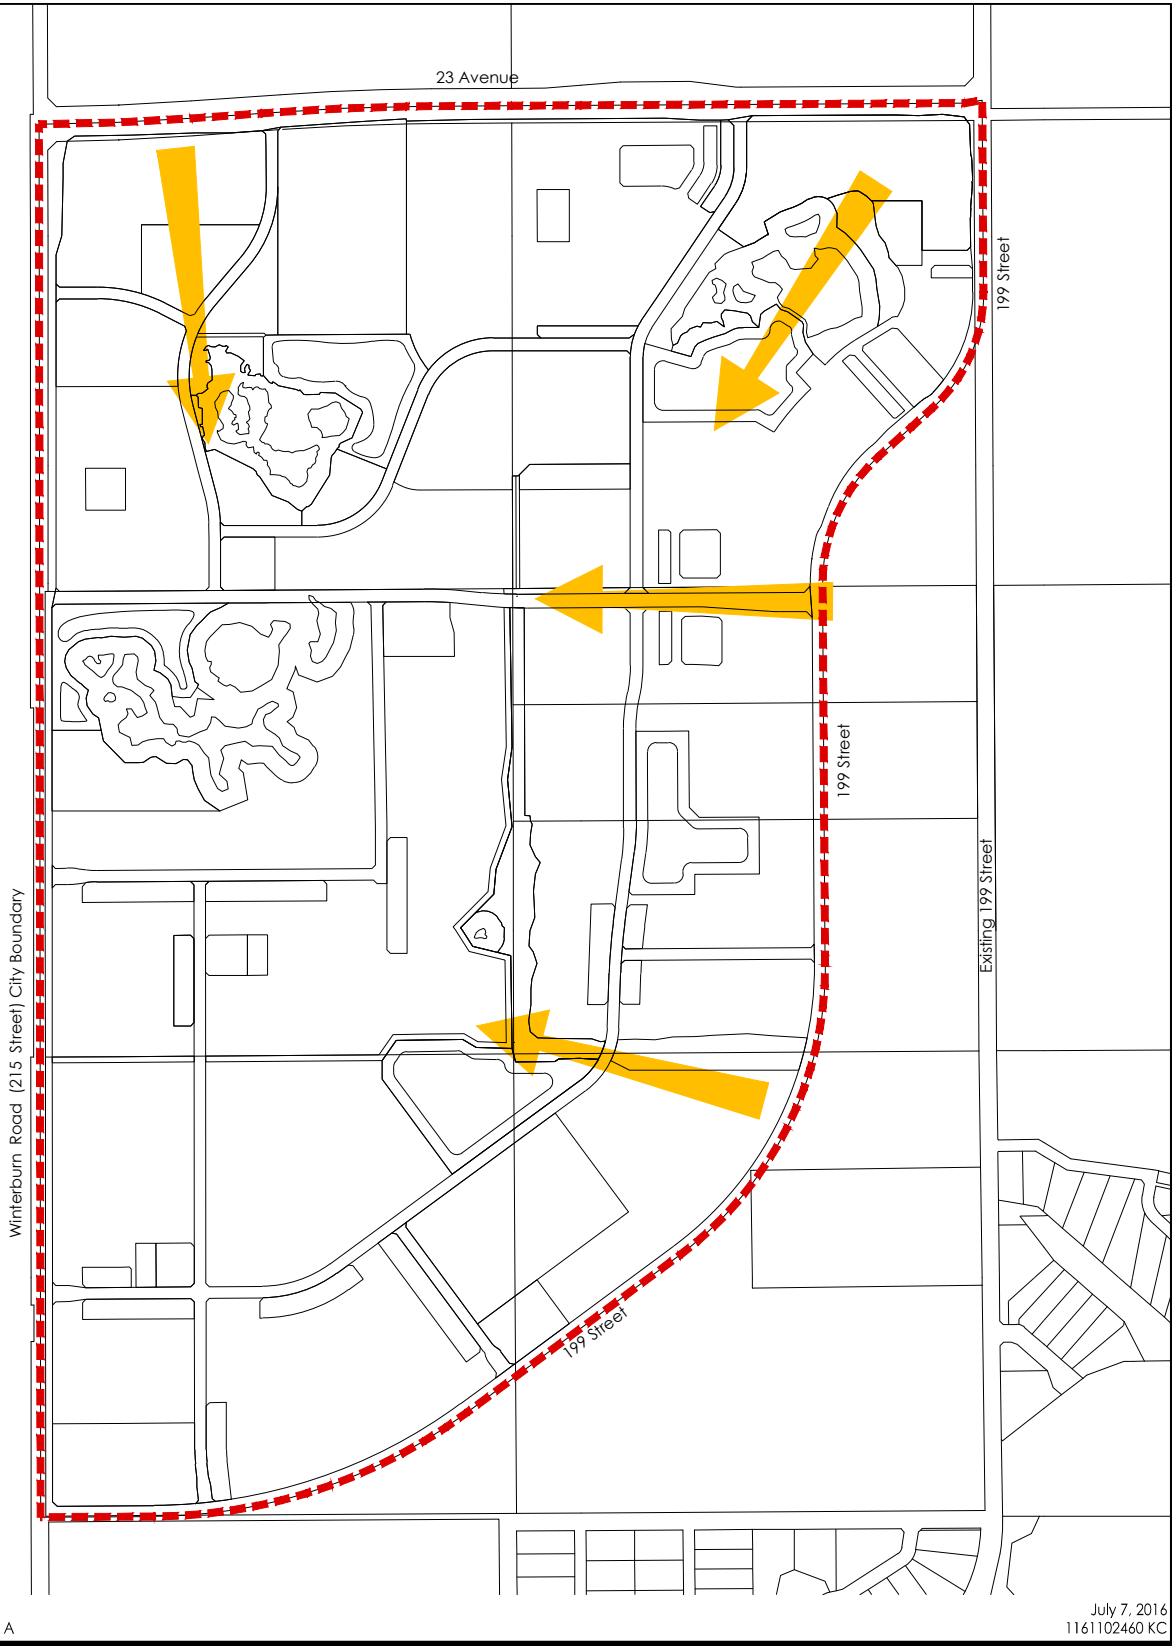 23 Avenue
199 Street
199 Street
Existing 199 Street
Winterburn Road (215 Street) City Boundary
199 Street
July 7, 2016
A
1161102460 KC